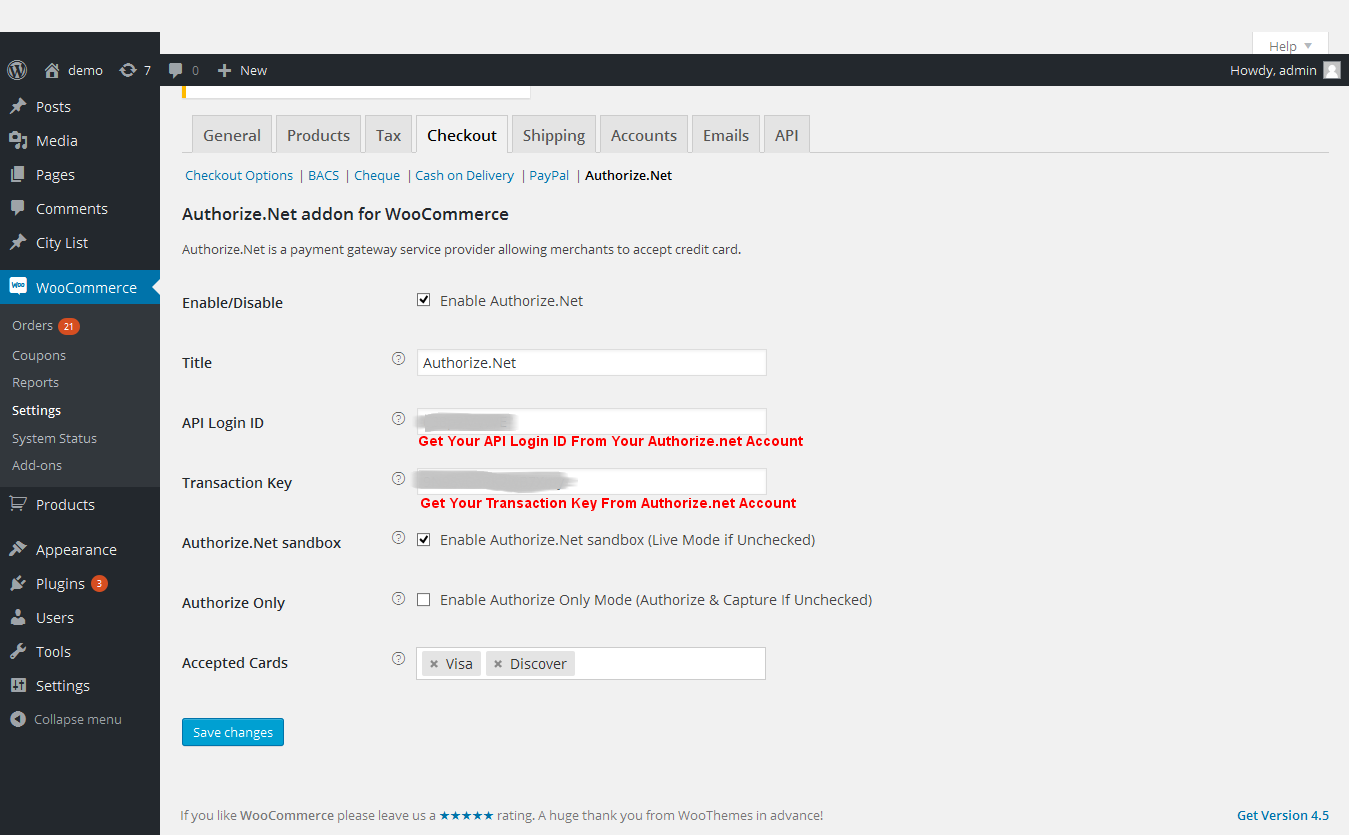 Help
demo 7 0 New
Howdy, admin
Posts
Media
Pages
Comments
City List
WooCommerce
Orders 21
Coupons
Reports
Settings
System Status
Add-ons
Products
Appearance
Plugins 3
Users
Tools
Settings
Collapse menu
General Products Tax Checkout Shipping Accounts Emails API
Checkout Options | BACS | Cheque | Cash on Delivery | PayPal | Authorize.Net
Authorize.Net addon for WooCommerce
Authorize.Net is a payment gateway service provider allowing merchants to accept credit card.
Enable/Disable Enable Authorize.Net
Title ? Authorize.Net
API Login ID ?
Get Your API Login ID From Your Authorize.net Account
Transaction Key ?
Get Your Transaction Key From Authorize.net Account
Authorize.Net sandbox ? Enable Authorize.Net sandbox (Live Mode if Unchecked)
Authorize Only ? Enable Authorize Only Mode (Authorize & Capture If Unchecked)
Accepted Cards ? × Visa × Discover
Save changes
If you like WooCommerce please leave us a ★★★★★ rating. A huge thank you from WooThemes in advance!
Get Version 4.5